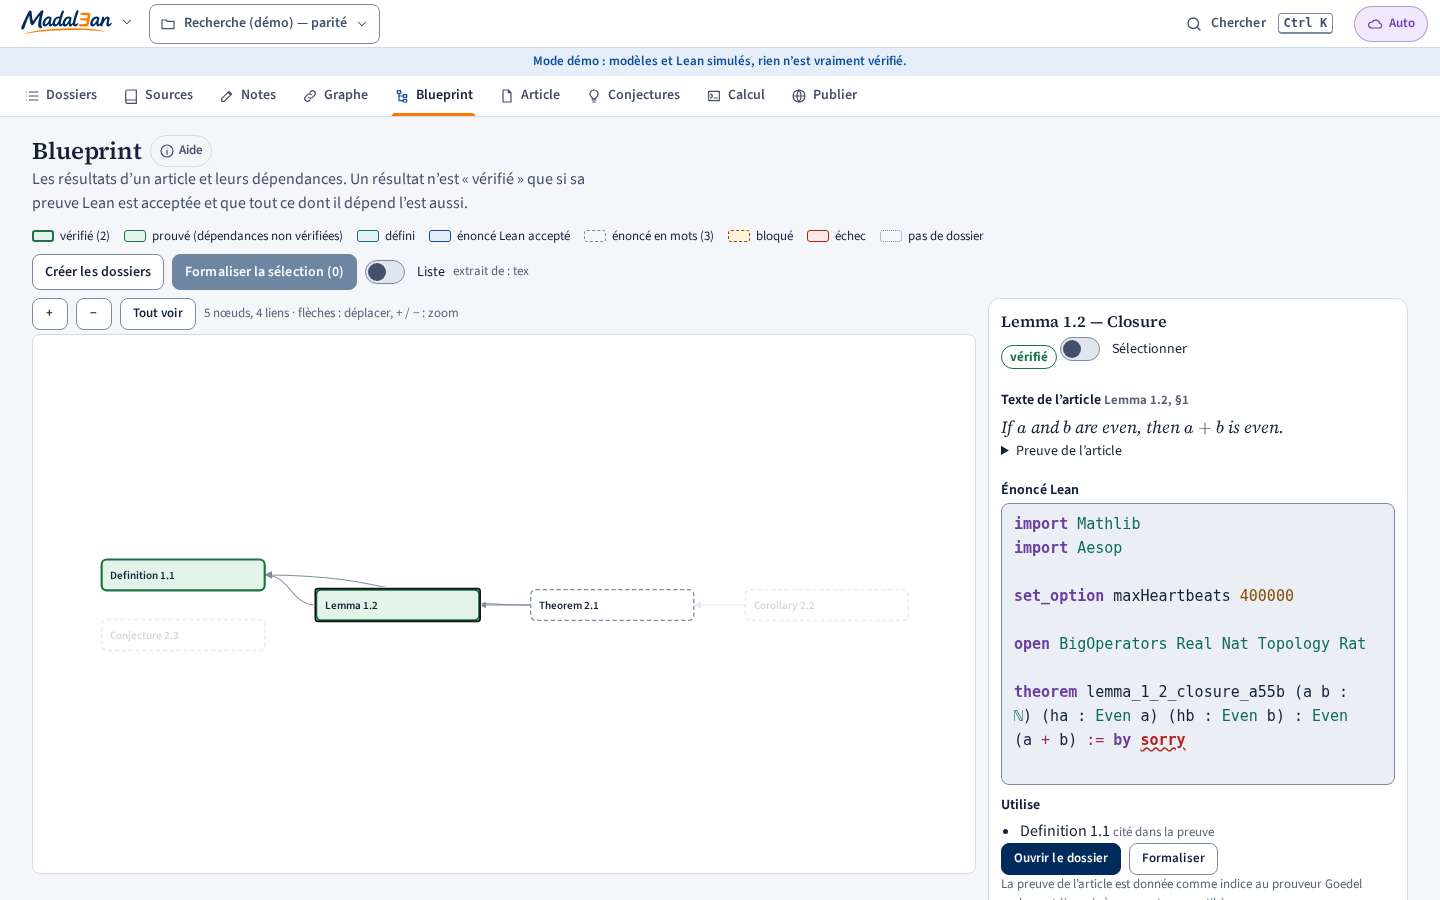 Madal3an
Recherche (démo) — parité
Chercher
Ctrl K
Auto
Mode démo : modèles et Lean simulés, rien n’est vraiment vérifié.
Dossiers
Sources
Notes
Graphe
Blueprint
Article
Conjectures
Calcul
Publier
Blueprint
Aide
Les résultats d’un article et leurs dépendances. Un résultat n’est « vérifié » que si sa
preuve Lean est acceptée et que tout ce dont il dépend l’est aussi.
vérifié (2)
prouvé (dépendances non vérifiées)
défini
énoncé Lean accepté
énoncé en mots (3)
bloqué
échec
pas de dossier
Créer les dossiers
Formaliser la sélection (0)
Liste
extrait de : tex
+
−
Tout voir
5 nœuds, 4 liens · flèches : déplacer, + / − : zoom
Definition 1.1
Lemma 1.2
Theorem 2.1
Corollary 2.2
Conjecture 2.3
Lemma 1.2 — Closure
vérifié
Sélectionner
Texte de l’article Lemma 1.2, §1
If a and b are even, then a + b is even.
Preuve de l’article
Énoncé Lean
import Mathlib
import Aesop
set_option maxHeartbeats 400000
open BigOperators Real Nat Topology Rat
theorem lemma_1_2_closure_a55b (a b :
ℕ) (ha : Even a) (hb : Even b) : Even
(a + b) := by sorry
Utilise
Definition 1.1 cité dans la preuve
Ouvrir le dossier
Formaliser
La preuve de l’article est donnée comme indice au prouveur Goedel